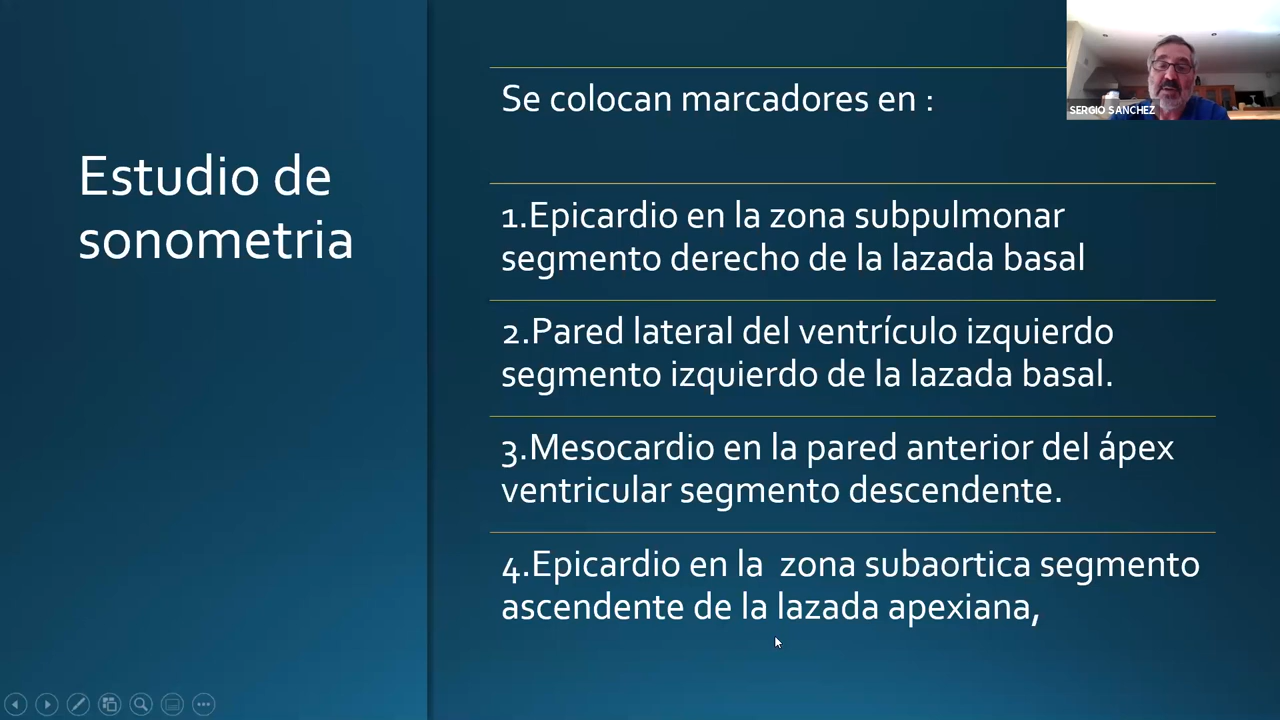 Estudio de
sonometria
Se colocan marcadores en :
1.Epicardio en la zona subpulmonar
segmento derecho de la lazada basal
2.Pared lateral del ventrículo izquierdo
segmento izquierdo de la lazada basal.
3.Mesocardio en la pared anterior del ápex
ventricular segmento descendente.
4.Epicardio en la  zona subaortica segmento
ascendente de la lazada apexiana,
SERGIO SANCHEZ